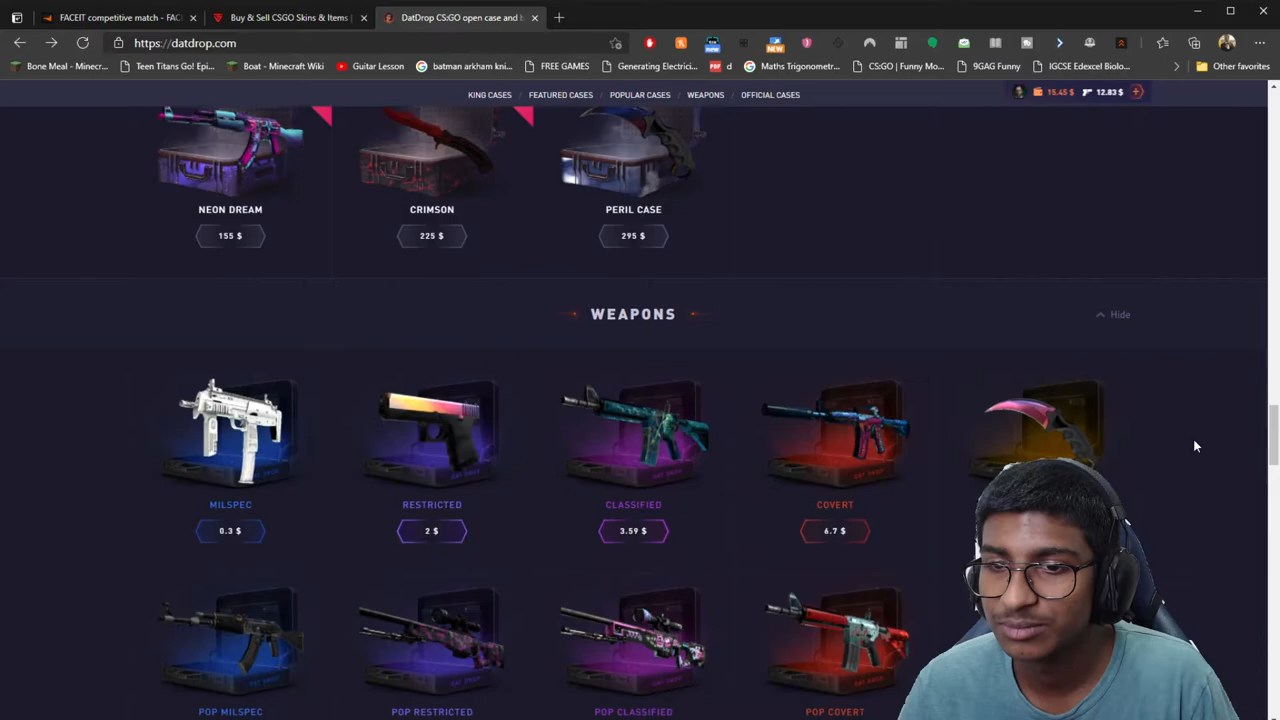 FACEIT competitive match - FACE
Buy & Sell CSGO Skins & Items |
DatDrop CS:GO open case and b
https://datdrop.com
NEW
Bone Meal - Minecr...
Teen Titans Go! Epi...
Boat - Minecraft Wiki
Guitar Lesson
batman arkham kni...
FREE GAMES
Generating Electrici...
PDF d
Maths Trigonometr...
CS:GO | Funny Mo...
9GAG Funny
IGCSE Edexcel Biolo...
Other favorites
KING CASES / FEATURED CASES / POPULAR CASES / WEAPONS / OFFICIAL CASES
15.45 $ 12.83 $
NEON DREAM
155 $
CRIMSON
225 $
PERIL CASE
295 $
WEAPONS
Hide
MILSPEC
0.3 $
RESTRICTED
2 $
CLASSIFIED
3.59 $
COVERT
6.7 $
POP MILSPEC
POP RESTRICTED
POP CLASSIFIED
POP COVERT